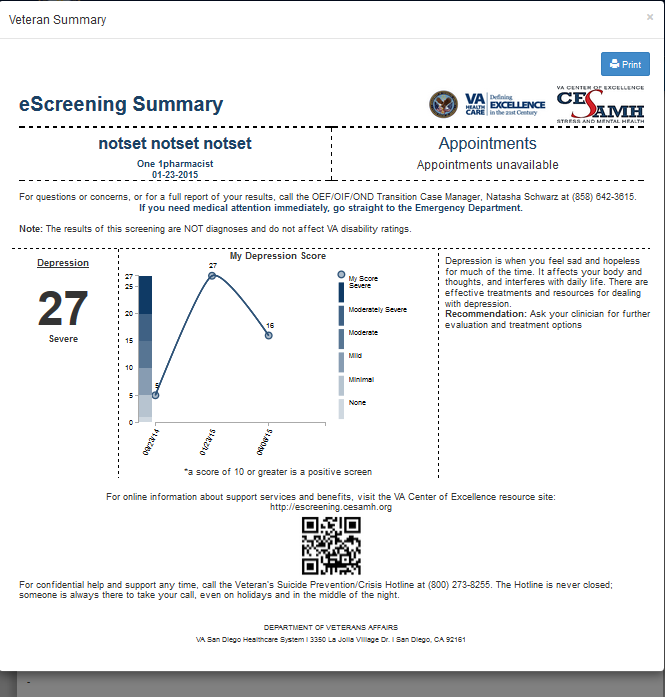 Veteran Summary
×
Print
eScreening Summary
VA
HEALTH
CARE
Defining
EXCELLENCE
in the 21st Century
VA CENTER OF EXCELLENCE
CESAMH
STRESS AND MENTAL HEALTH
notset notset notset
One 1pharmacist
01-23-2015
Appointments
Appointments unavailable
For questions or concerns, or for a full report of your results, call the OEF/OIF/OND Transition Case Manager, Natasha Schwarz at (858) 642-3615.
If you need medical attention immediately, go straight to the Emergency Department.
Note: The results of this screening are NOT diagnoses and do not affect VA disability ratings.
Depression
27
Severe
My Depression Score
27
25
20
15
10
5
0
5
27
16
09/23/14
01/23/15
My Score
Severe
Moderately Severe
Moderate
Mild
Minimal
None
*a score of 10 or greater is a positive screen
Depression is when you feel sad and hopeless
for much of the time. It affects your body and
thoughts, and interferes with daily life. There are
effective treatments and resources for dealing
with depression.
Recommendation: Ask your clinician for further
evaluation and treatment options
For online information about support services and benefits, visit the VA Center of Excellence resource site:
http://escreening.cesamh.org
For confidential help and support any time, call the Veteran's Suicide Prevention/Crisis Hotline at (800) 273-8255. The Hotline is never closed;
someone is always there to take your call, even on holidays and in the middle of the night.
DEPARTMENT OF VETERANS AFFAIRS
VA San Diego Healthcare System I 3350 La Jolla Village Dr. I San Diego, CA 92161
-